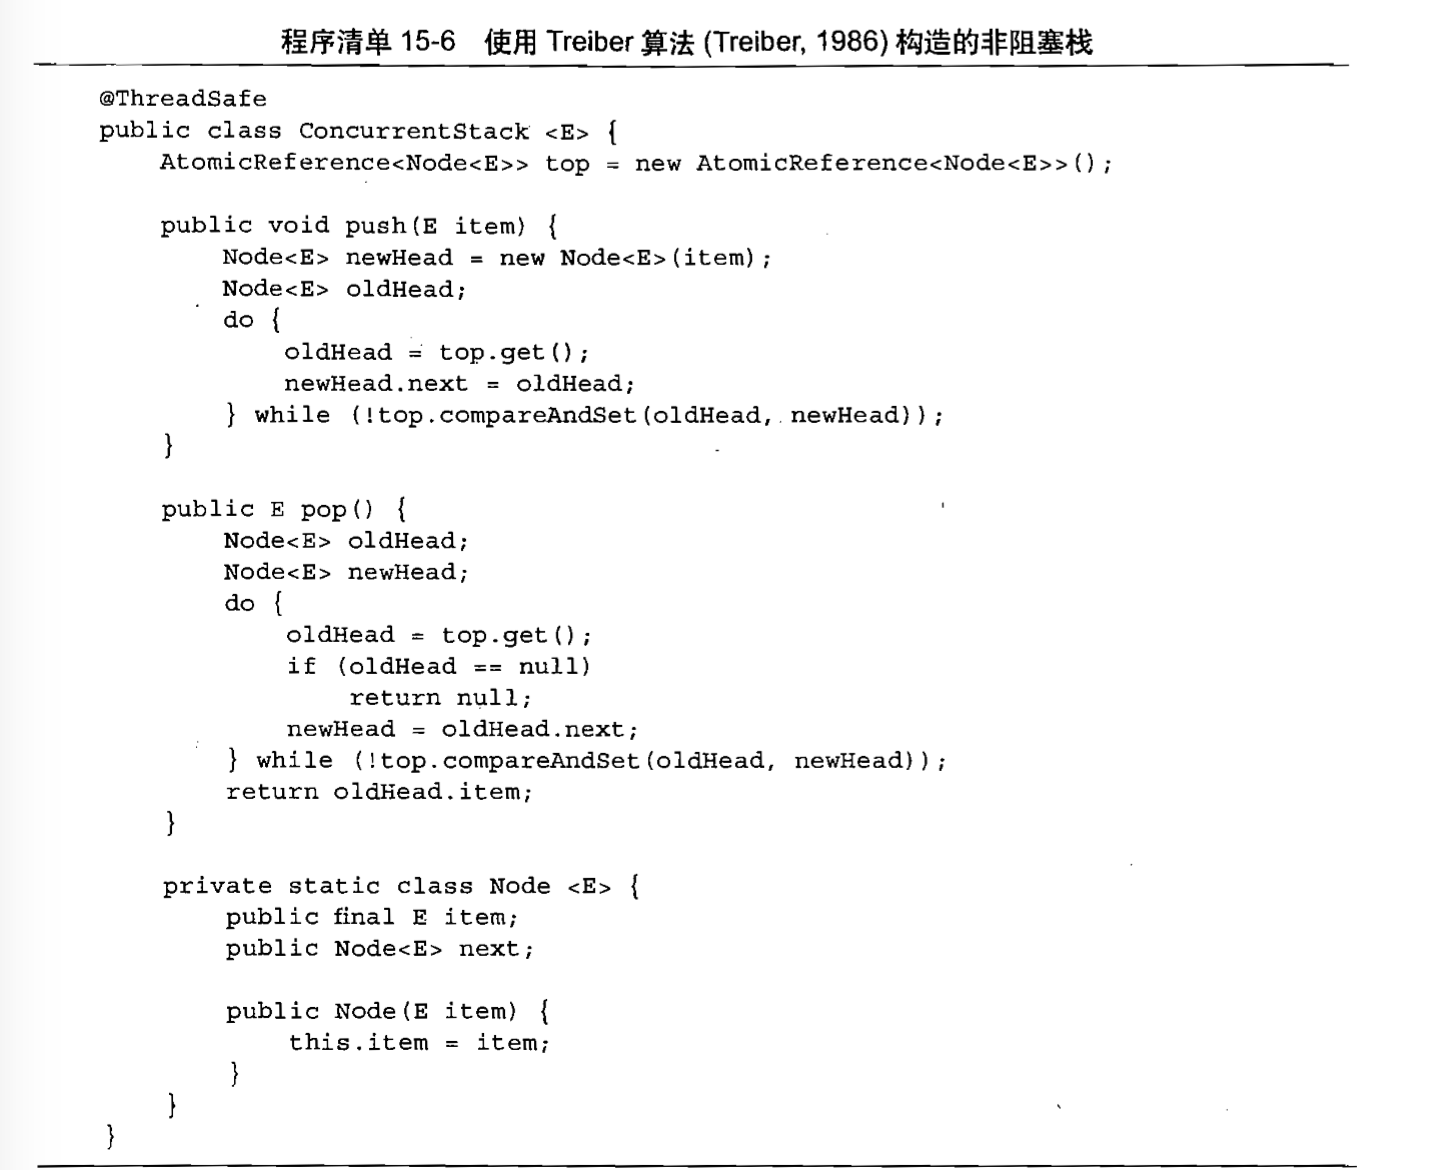 程序清单 15-6 使用 Treiber 算法 (Treiber, 1986) 构造的非阻塞栈
@ThreadSafe
public class ConcurrentStack <E> {
AtomicReference<Node<E>> top = new AtomicReference<Node<E>>();
public void push(E item) {
Node<E> newHead = new Node<E>(item);
Node<E> oldHead;
do {
oldHead = top.get();
newHead.next = oldHead;
} while (!top.compareAndSet(oldHead, newHead));
}
public E pop() {
Node<E> oldHead;
Node<E> newHead;
do {
oldHead = top.get();
if (oldHead == null)
return null;
newHead = oldHead.next;
} while (!top.compareAndSet(oldHead, newHead));
return oldHead.item;
}
private static class Node <E> {
public final E item;
public Node<E> next;
public Node(E item) {
this.item = item;
}
}
}